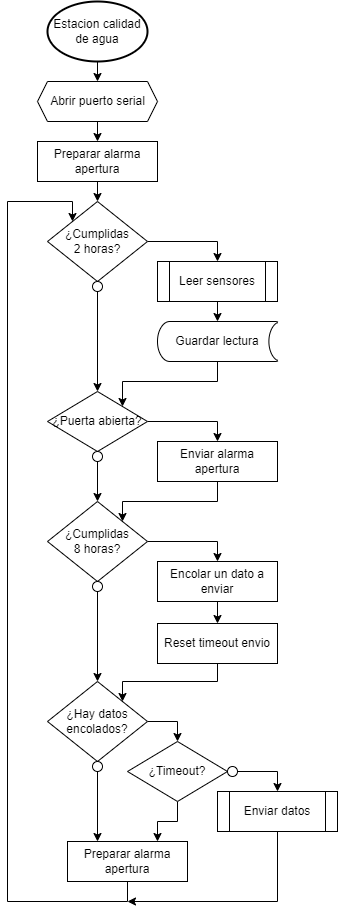 Estacion calidad
de agua
Abrir puerto serial
Preparar alarma
apertura
¿Cumplidas
2 horas?
Leer sensores
Guardar lectura
¿Puerta abierta?
Enviar alarma
apertura
¿Cumplidas
8 horas?
Encolar un dato a
enviar
Reset timeout envio
¿Hay datos
encolados?
¿Timeout?
Enviar datos
Preparar alarma
apertura